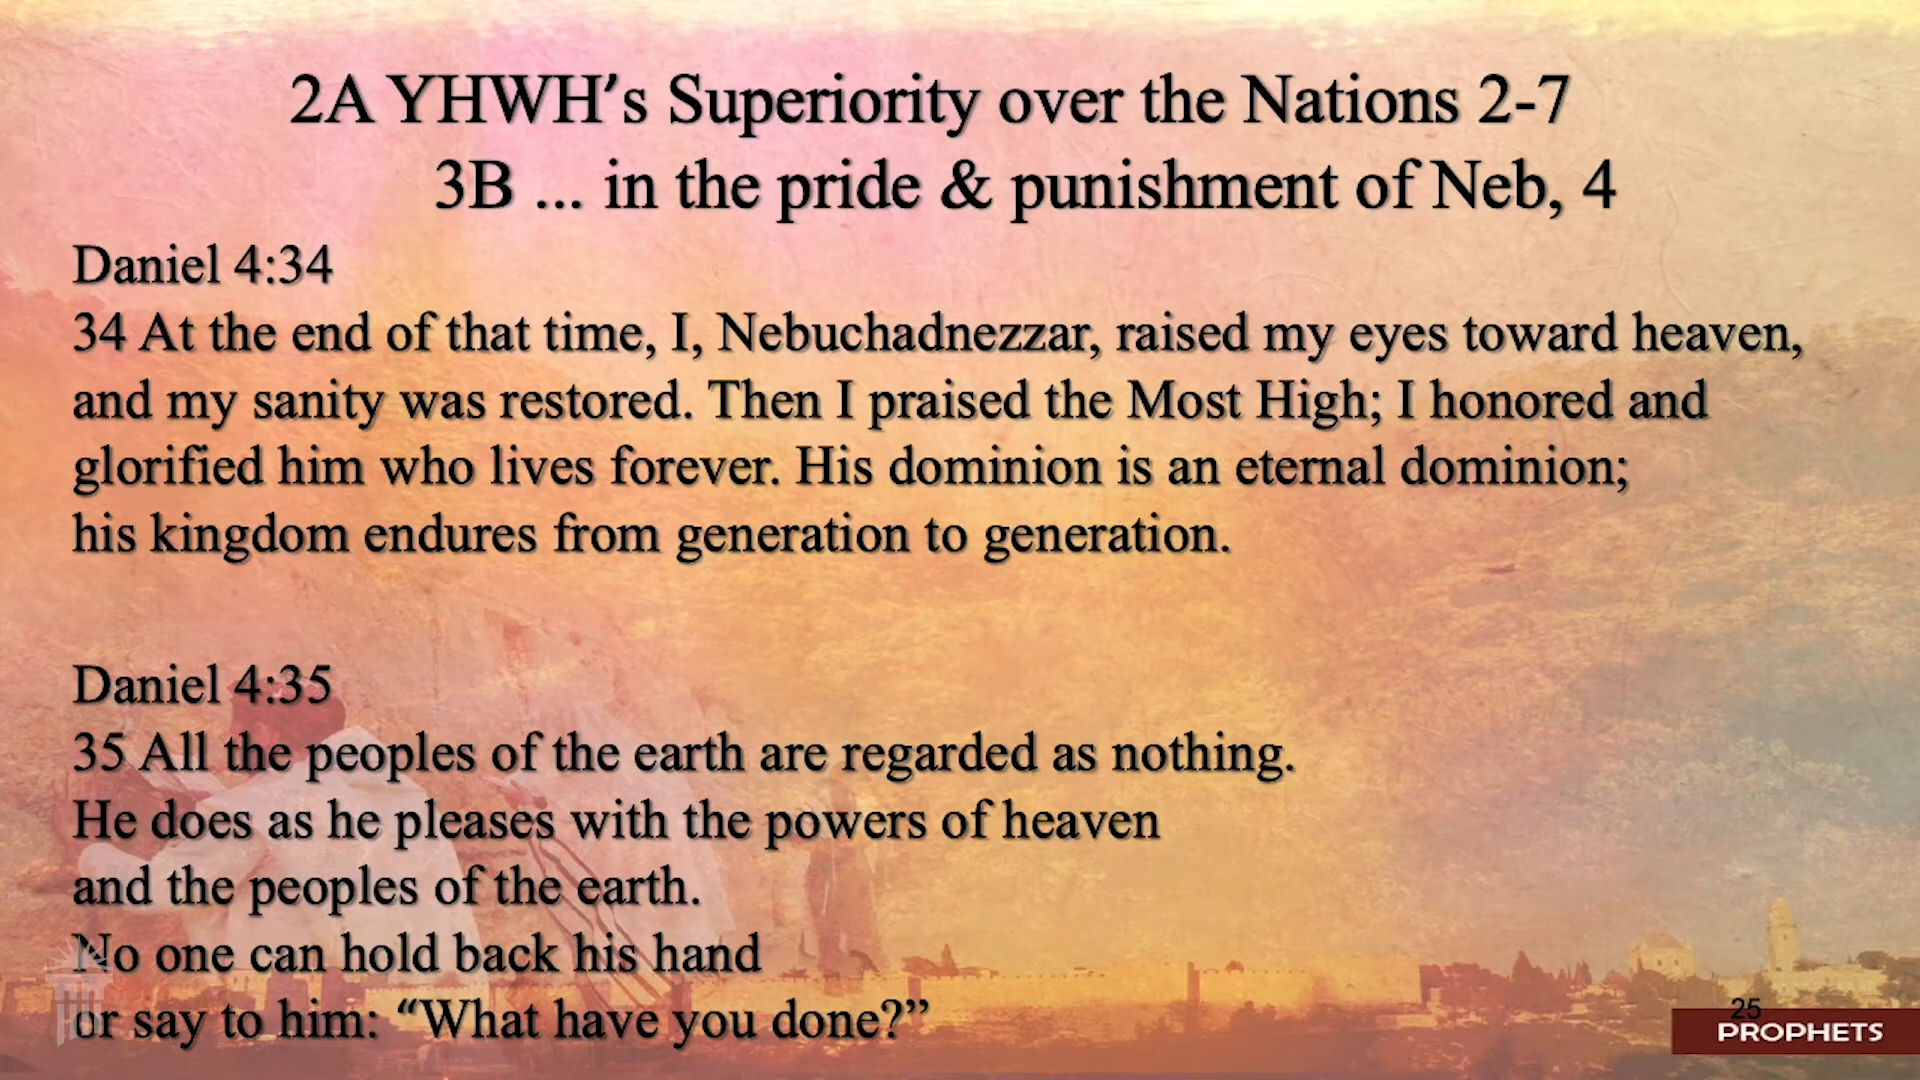 2A YHWH’s Superiority over the Nations 2-7
3B ... in the pride & punishment of Neb, 4
Daniel 4:34
34 At the end of that time, I, Nebuchadnezzar, raised my eyes toward heaven,
and my sanity was restored. Then I praised the Most High; I honored and
glorified him who lives forever. His dominion is an eternal dominion;
his kingdom endures from generation to generation.
Daniel 4:35
35 All the peoples of the earth are regarded as nothing.
He does as he pleases with the powers of heaven
and the peoples of the earth.
No one can hold back his hand
or say to him: “What have you done?”
25
PROPHETS